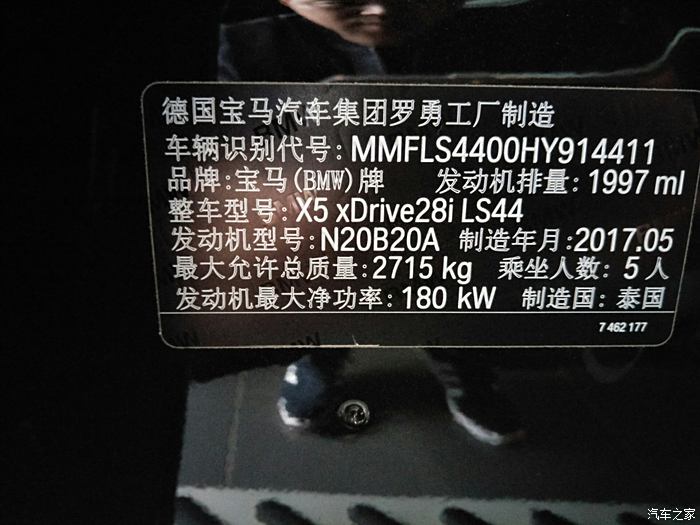 德国宝马汽车集团罗勇工厂制造
车辆识别代号：MMFLS4400HY914411
品牌：宝马(BMW)牌 发动机排量：1997 ml
整车型号：X5 xDrive28i LS44
发动机型号：N20B20A 制造年月：2017.05
最大允许总质量：2715 kg 乘坐人数：5人
发动机最大净功率：180 kW 制造国：泰国
7 462 177
汽车之家